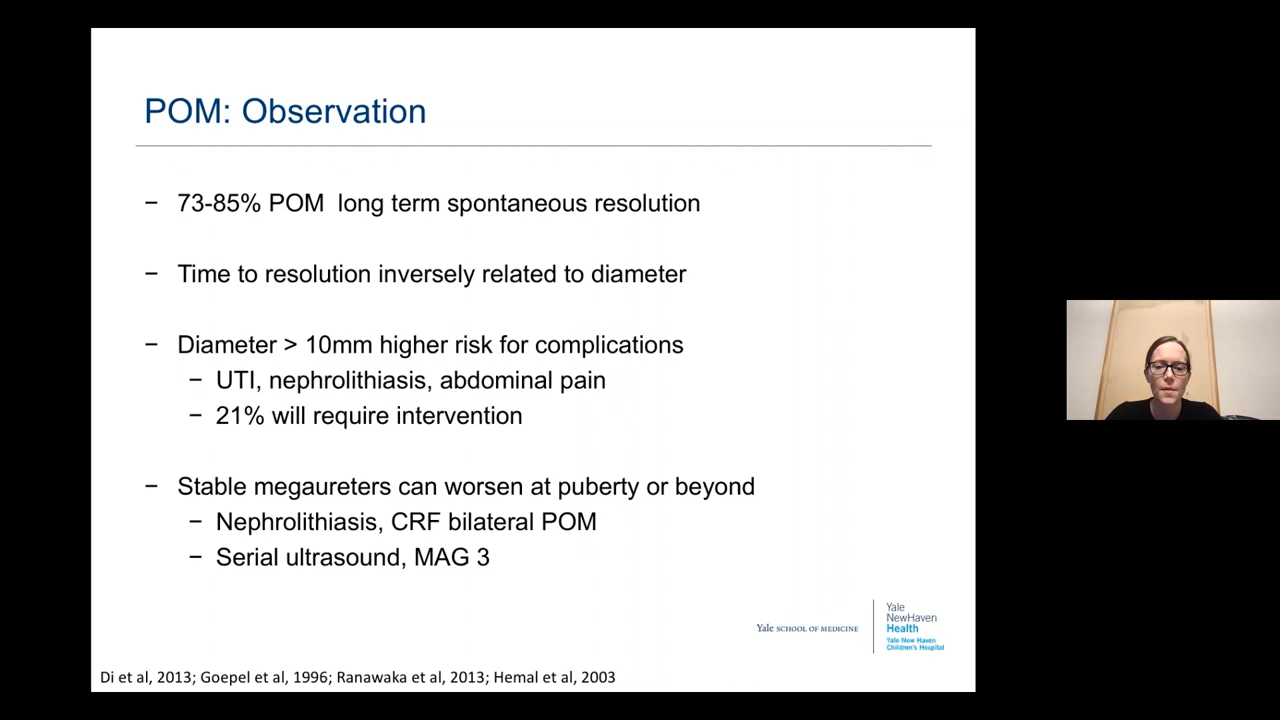 POM: Observation
− 73-85% POM  long term spontaneous resolution
− Time to resolution inversely related to diameter
− Diameter > 10mm higher risk for complications
− UTI, nephrolithiasis, abdominal pain
− 21% will require intervention
− Stable megaureters can worsen at puberty or beyond
− Nephrolithiasis, CRF bilateral POM
− Serial ultrasound, MAG 3
Yale SCHOOL OF MEDICINE
Yale
NewHaven
Health
Yale New Haven
Children's Hospital
Di et al, 2013; Goepel et al, 1996; Ranawaka et al, 2013; Hemal et al, 2003